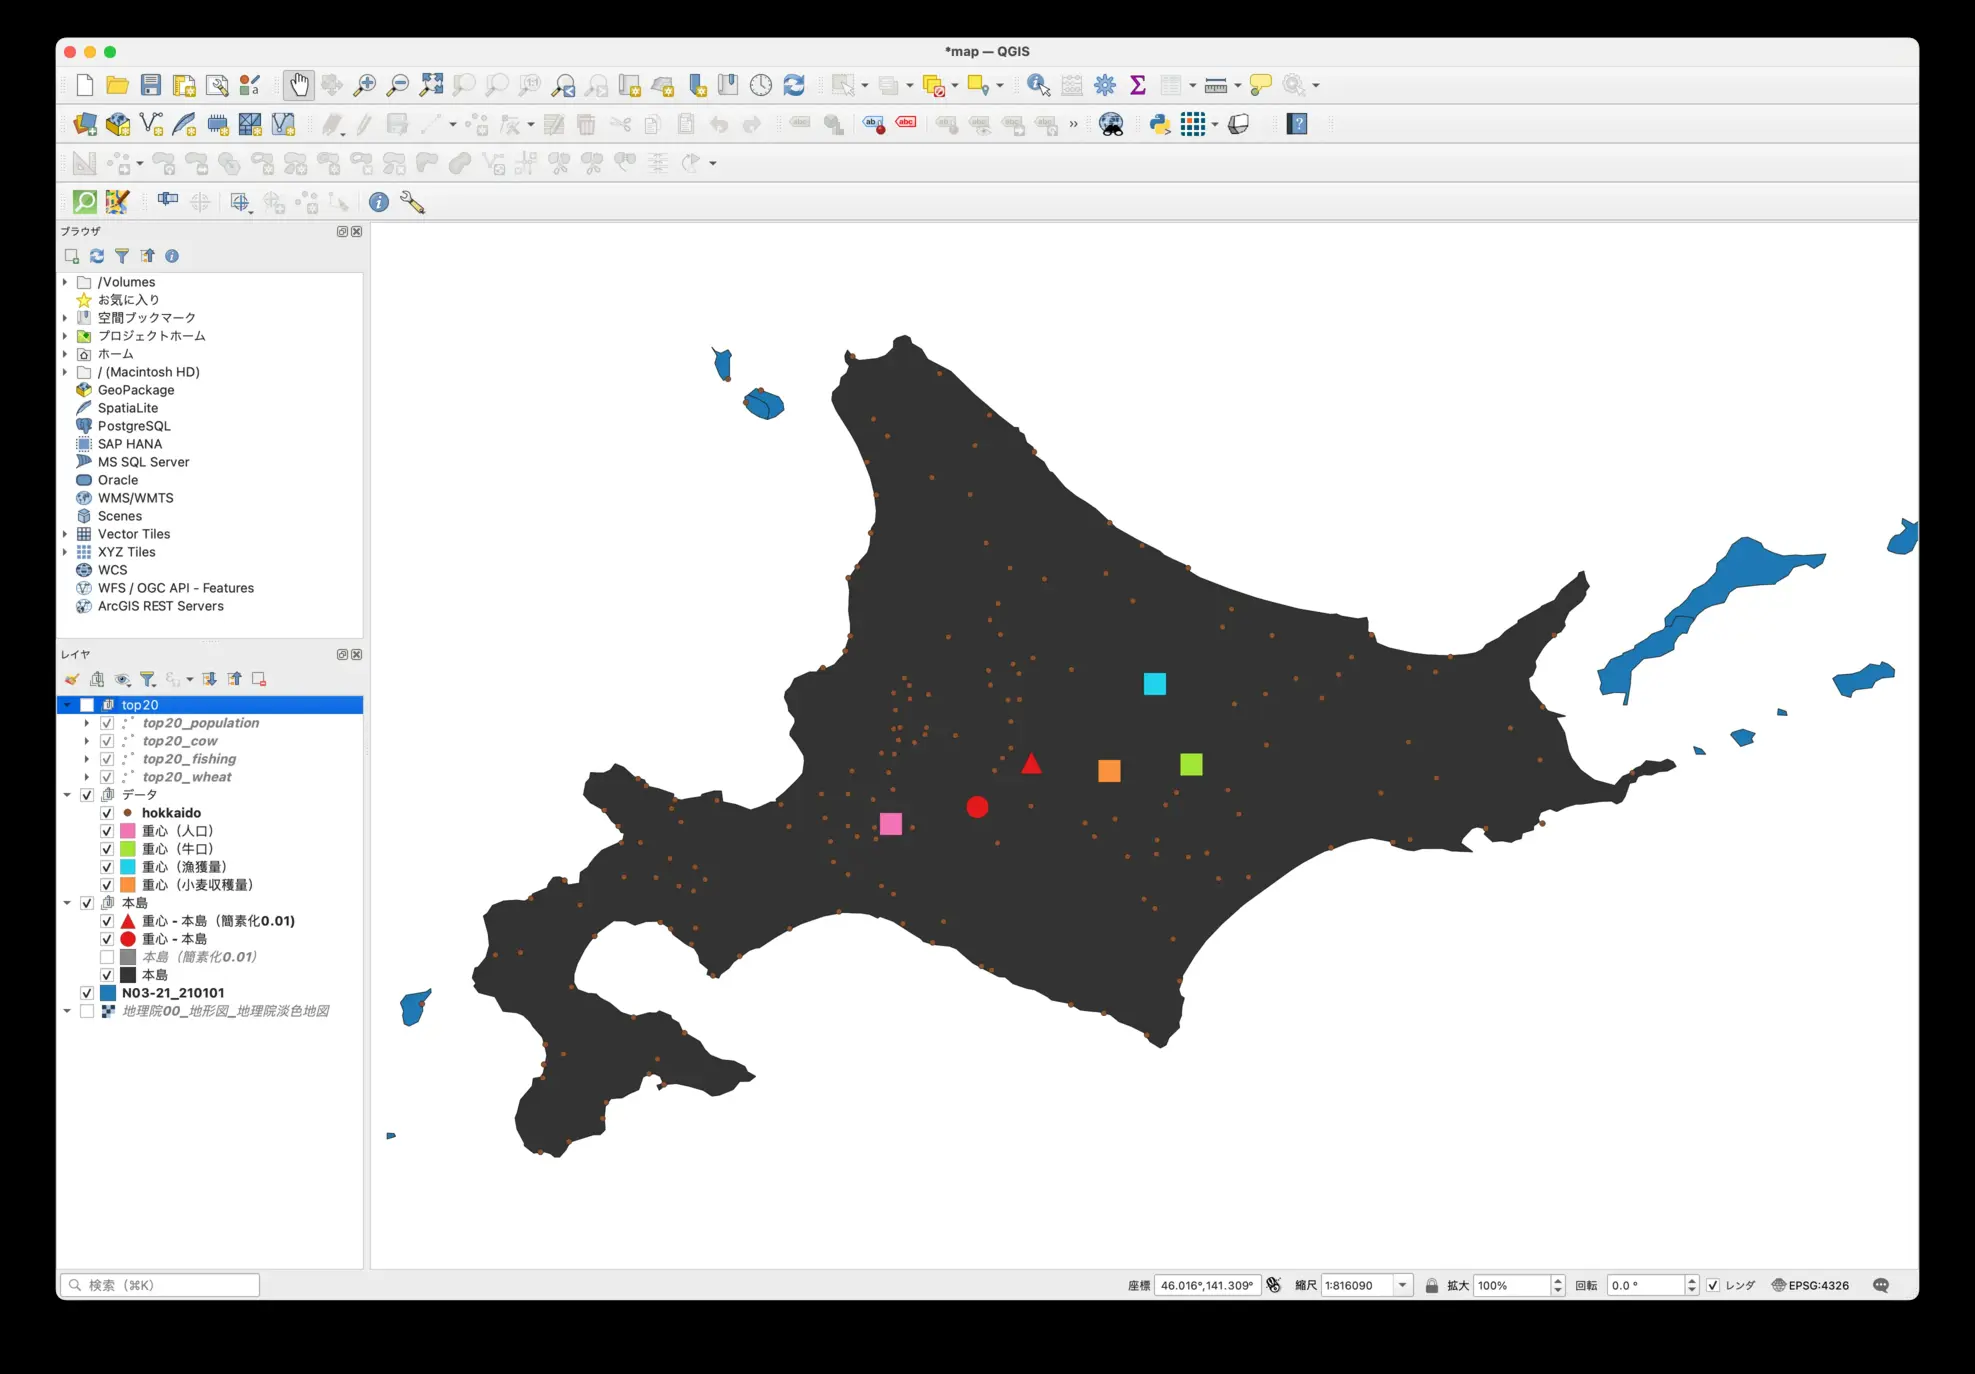 *map — QGIS
ブラウザ
/Volumes
お気に入り
空間ブックマーク
プロジェクトホーム
ホーム
/ (Macintosh HD)
GeoPackage
SpatiaLite
PostgreSQL
SAP HANA
MS SQL Server
Oracle
WMS/WMTS
Scenes
Vector Tiles
XYZ Tiles
WCS
WFS / OGC API - Features
ArcGIS REST Servers
レイヤ
top20
top20_population
top20_cow
top20_fishing
top20_wheat
データ
hokkaido
重心（人口）
重心（牛口）
重心（漁獲量）
重心（小麦収穫量）
本島
重心 - 本島（簡素化0.01）
重心 - 本島
本島（簡素化0.01）
本島
N03-21_210101
地理院00_地形図_地理院淡色地図
検索（⌘K）
座標 46.016°,141.309° 縮尺 1:816090 拡大 100% 回転 0.0 ° レンダ EPSG:4326